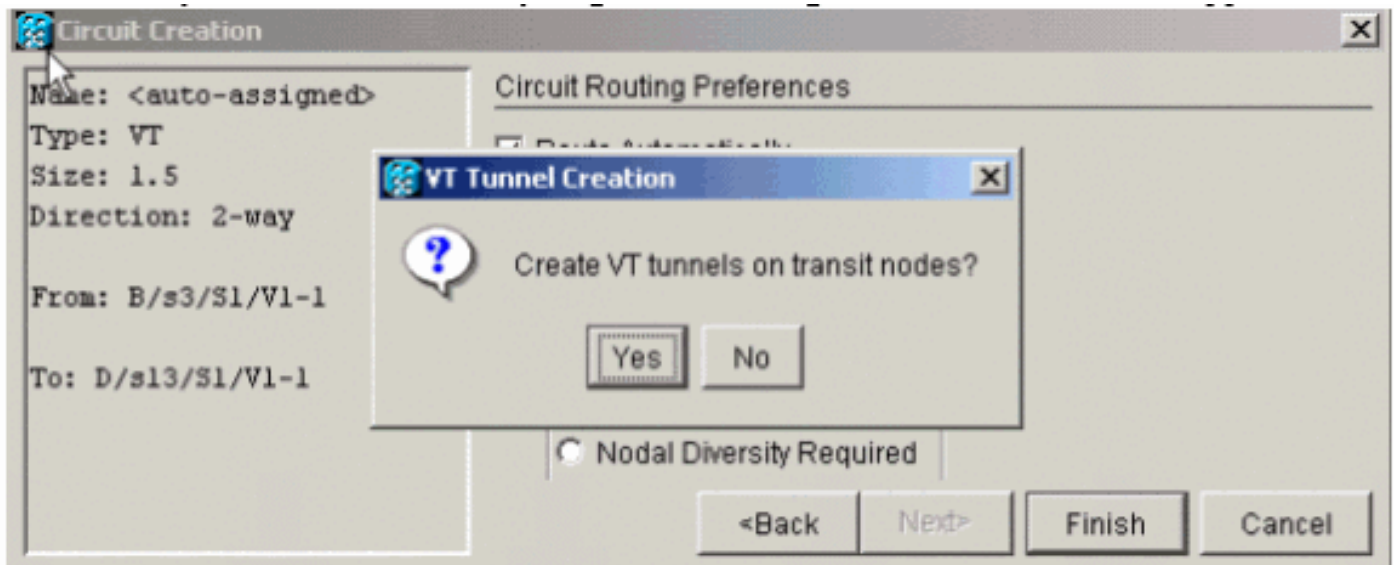 Circuit Creation
Name: <auto-assigned>
Type: VT
Size: 1.5
Direction: 2-way
From: B/s3/S1/V1-1
To: D/s13/S1/V1-1
Circuit Routing Preferences
Route Automatically
VT Tunnel Creation
Create VT tunnels on transit nodes?
Yes No
Nodal Diversity Required
<Back Next> Finish Cancel